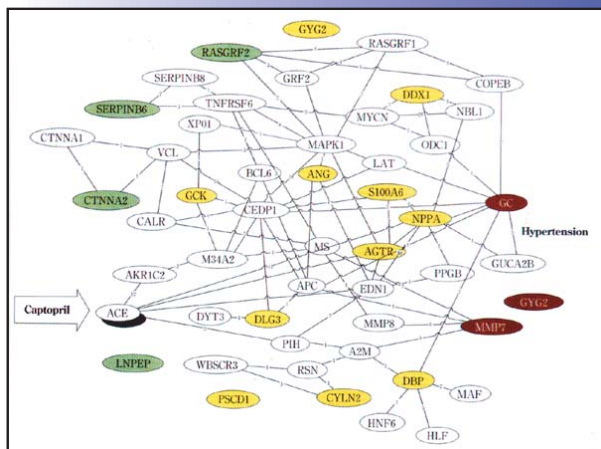 GYG2
RASGRF2
RASGRF1
SERPINB8
GRF2
COPEB
DDX1
SERPINB6
TNFRSF6
MYCN
NBL1
XPO1
CTNNA1
VCL
MAPK1
ODC1
LAT
BCL6
ANG
CTNNA2
GCK
S100A6
GC
CEDP1
NPPA
CALR
Hypertension
MS
AGTR
M34A2
GUCA2B
AKR1C2
PPGB
APC
EDN1
Captopril
GYG2
ACE
DYT3
DLG3
MMP8
MMP7
PIH
A2M
LNPEP
WBSCR3
RSN
DBP
MAF
PSCD1
CYLN2
HNF6
HLF